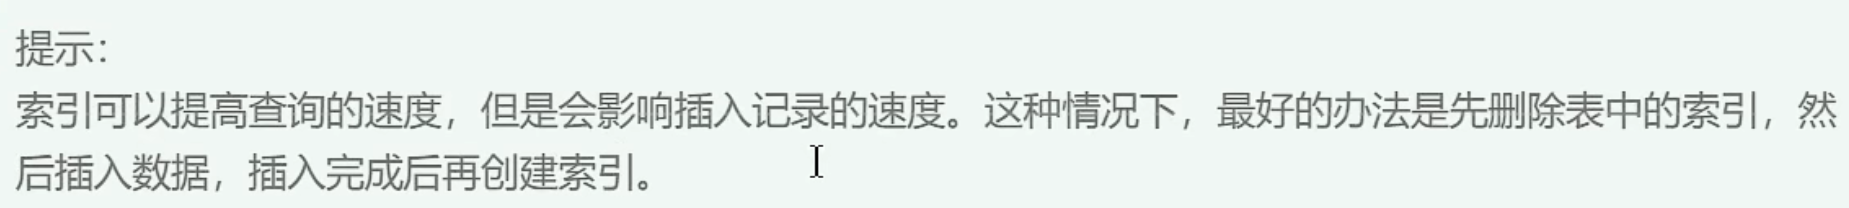 提示：
索引可以提高查询的速度，但是会影响插入记录的速度。这种情况下，最好的办法是先删除表中的索引，然
后插入数据，插入完成后再创建索引。